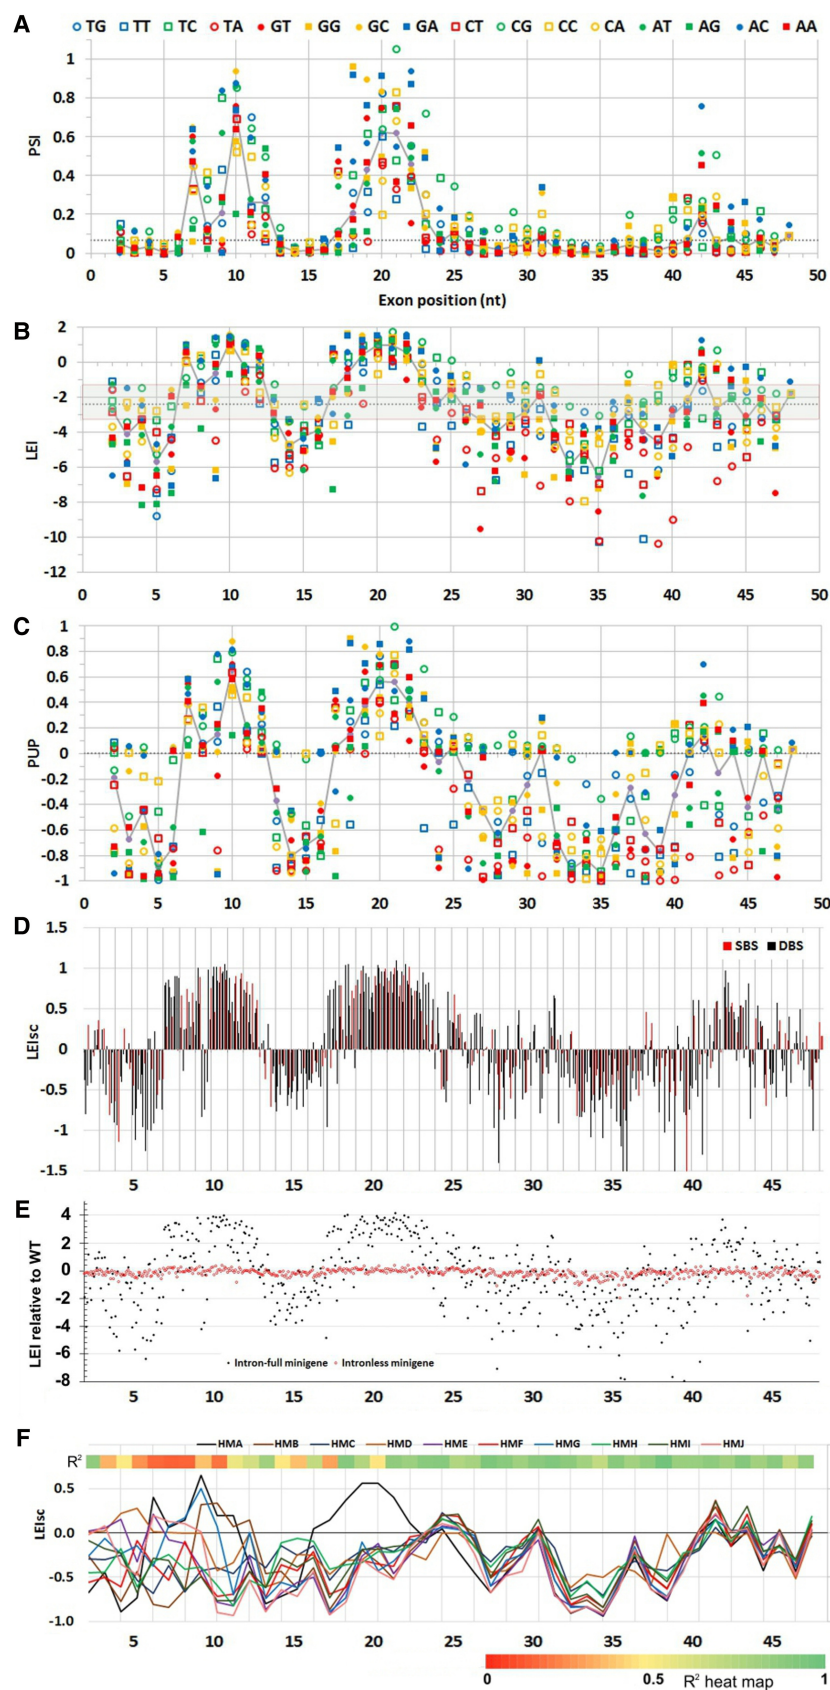 A
TG TT TC TA GT GG GC GA CT CG CC CA AT AG AC AA
1
0.8
0.6
0.4
0.2
0
PSI
0 5 10 15 20 25 30 35 40 45 50
Exon position (nt)
B
2
0
-2
-4
-6
-8
-10
-12
LEI
0 5 10 15 20 25 30 35 40 45 50
C
1
0.8
0.6
0.4
0.2
0
-0.2
-0.4
-0.6
-0.8
-1
PUP
0 5 10 15 20 25 30 35 40 45 50
D
1.5
1
0.5
0
-0.5
-1
-1.5
LEIsc
SBS DBS
5 10 15 20 25 30 35 40 45
E
4
2
0
-2
-4
-6
-8
LEI relative to WT
Intron-full minigene Intronless minigene
5 10 15 20 25 30 35 40 45
F
HMA HMB HMC HMD HME HMF HMG HMH HMI HMJ
R²
0.5
0.0
-0.5
-1.0
LEIsc
5 10 15 20 25 30 35 40 45
0 0.5 R² heat map 1